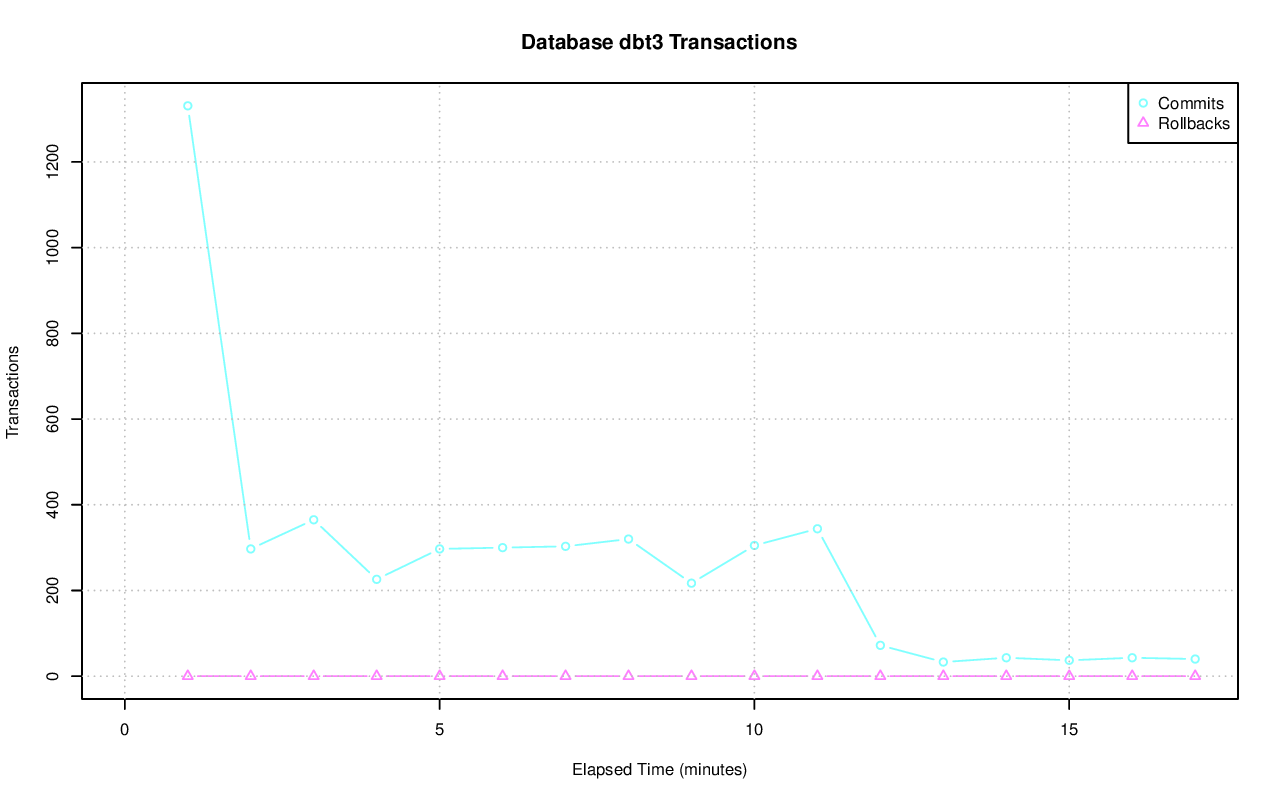 Database dbt3 Transactions
Commits
Rollbacks
Transactions
1200
1000
800
600
400
200
0
0 5 10 15
Elapsed Time (minutes)